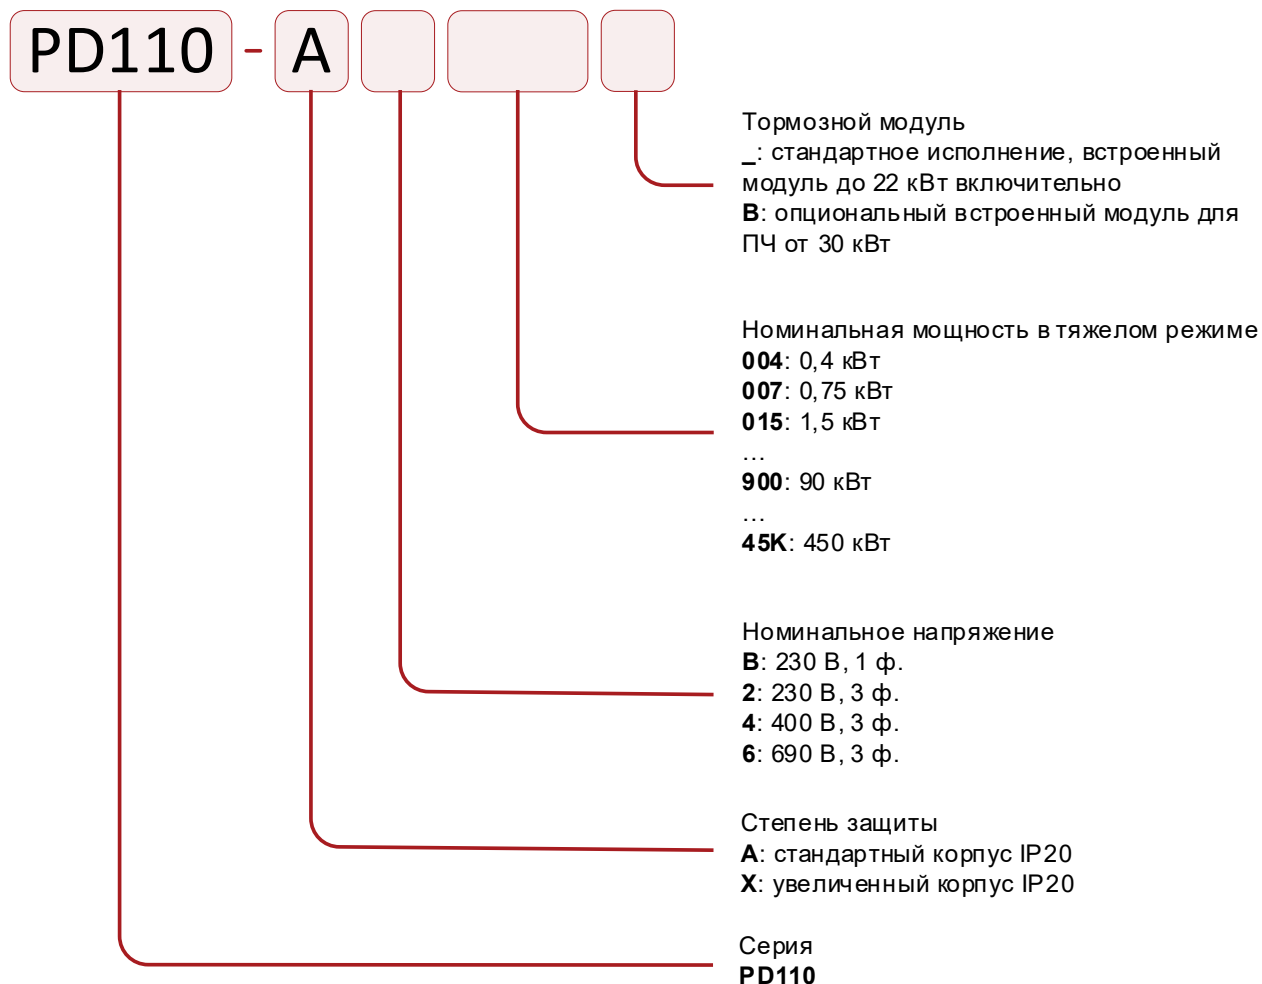 PD110 - A
Тормозной модуль
_: стандартное исполнение, встроенный
модуль до 22 кВт включительно
B: опциональный встроенный модуль для
ПЧ от 30 кВт
Номинальная мощность в тяжелом режиме
004: 0,4 кВт
007: 0,75 кВт
015: 1,5 кВт
...
900: 90 кВт
...
45K: 450 кВт
Номинальное напряжение
B: 230 В, 1 ф.
2: 230 В, 3 ф.
4: 400 В, 3 ф.
6: 690 В, 3 ф.
Степень защиты
A: стандартный корпус IP20
X: увеличенный корпус IP20
Серия
PD110